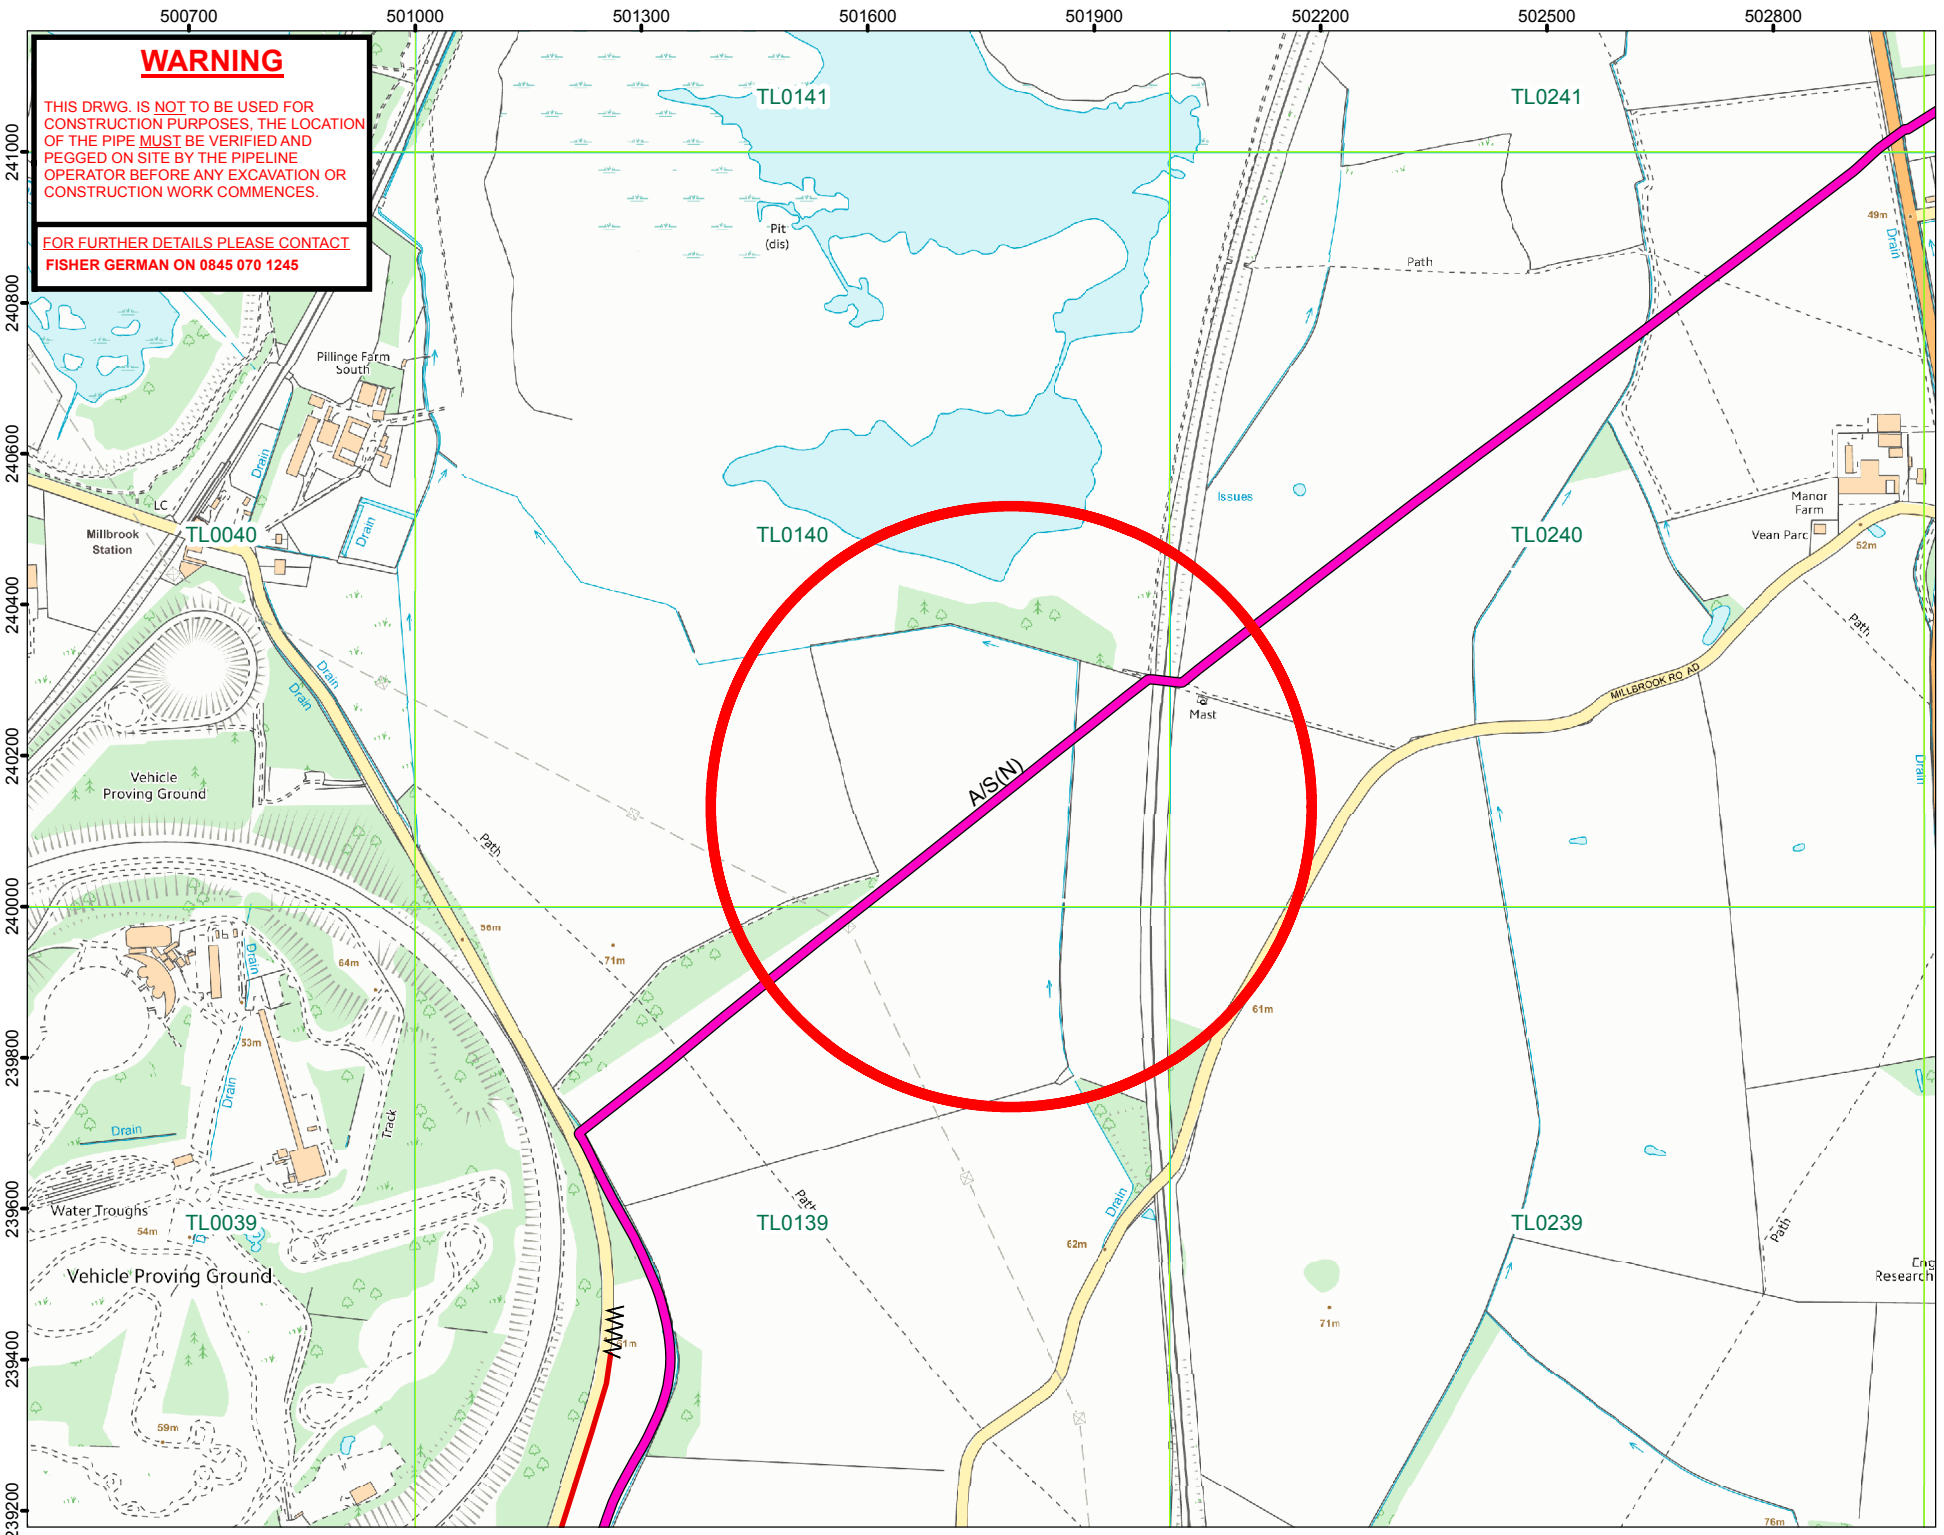 500700 501000 501300 501600 501900 502200 502500 502800
WARNING
THIS DRWG. IS NOT TO BE USED FOR
CONSTRUCTION PURPOSES, THE LOCATION
OF THE PIPE MUST BE VERIFIED AND
PEGGED ON SITE BY THE PIPELINE
OPERATOR BEFORE ANY EXCAVATION OR
CONSTRUCTION WORK COMMENCES.
FOR FURTHER DETAILS PLEASE CONTACT
FISHER GERMAN ON 0845 070 1245
TL0141
TL0241
241000
49m
Drain
Pit
(dis)
Path
240800
Pillinge Farm
South
240600
Drain
LC
Issues
Manor
Farm
Millbrook
Station
TL0040
Drain
TL0140
TL0240
Vean Parc
52m
240400
Path
Drain
Drain
MILLBROOK RO AD
Mast
240200
Drain
Vehicle
Proving Ground
A/S(N)
Path
240000
56m
Drain
64m
71m
61m
53m
239800
Drain
Track
Drain
Path
Drain
239600
Water Troughs
54m
TL0039
TL0139
TL0239
Path
62m
Vehicle Proving Ground
Eng
Research
71m
61m
239400
59m
239200
76m